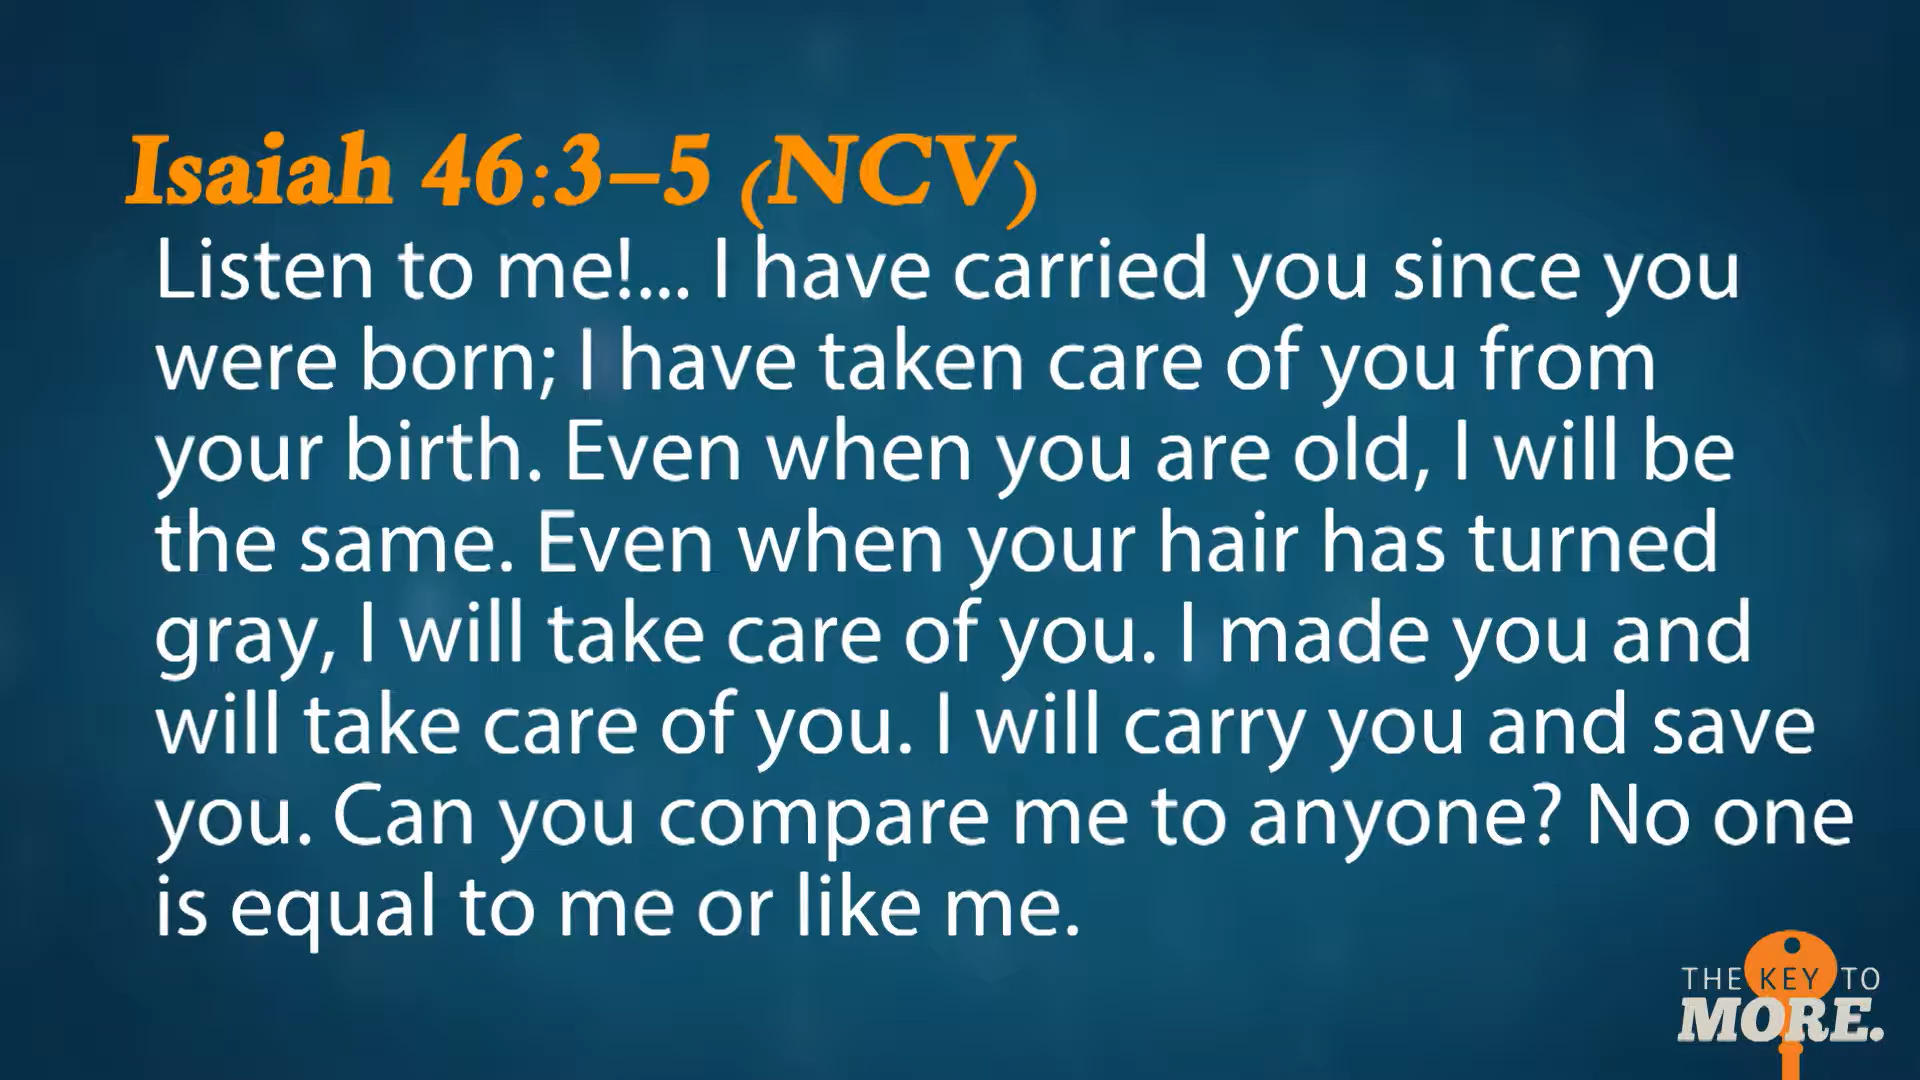 Isaiah 46:3–5 (NCV)
Listen to me!... I have carried you since you
were born; I have taken care of you from
your birth. Even when you are old, I will be
the same. Even when your hair has turned
gray, I will take care of you. I made you and
will take care of you. I will carry you and save
you. Can you compare me to anyone? No one
is equal to me or like me.
THE KEY TO
MORE.